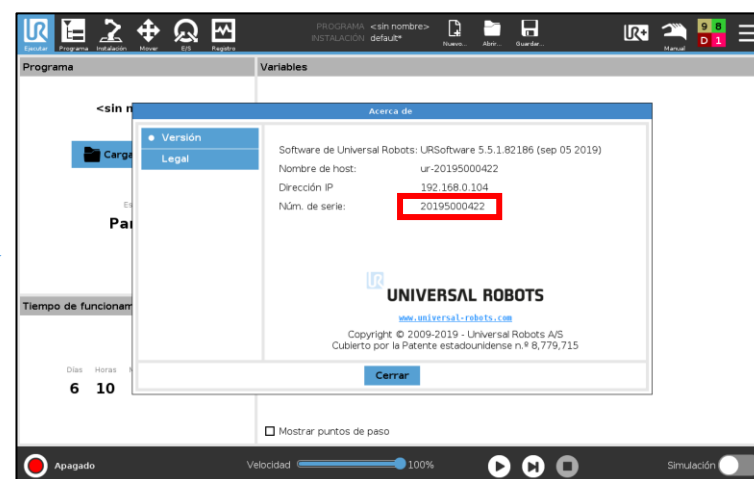 PROGRAMA <sin nombre>
INSTALACIÓN default*
Ejecutar Programa Instalación Mover E/S Registro Nuevo... Abrir... Guardar... UR+ Manual 9 8 D 1
Programa Variables
<sin n
Acerca de
Versión
Legal
Carga
Software de Universal Robots: URSoftware 5.5.1.82186 (sep 05 2019)
Nombre de host: ur-20195000422
Dirección IP 192.168.0.104
Núm. de serie: 20195000422
Es
Pa
UR
UNIVERSAL ROBOTS
www.universal-robots.com
Copyright © 2009-2019 - Universal Robots A/S
Cubierto por la Patente estadounidense n.º 8,779,715
Tiempo de funcionam
Días Horas
6 10
Cerrar
Mostrar puntos de paso
Apagado Velocidad 100% Simulación